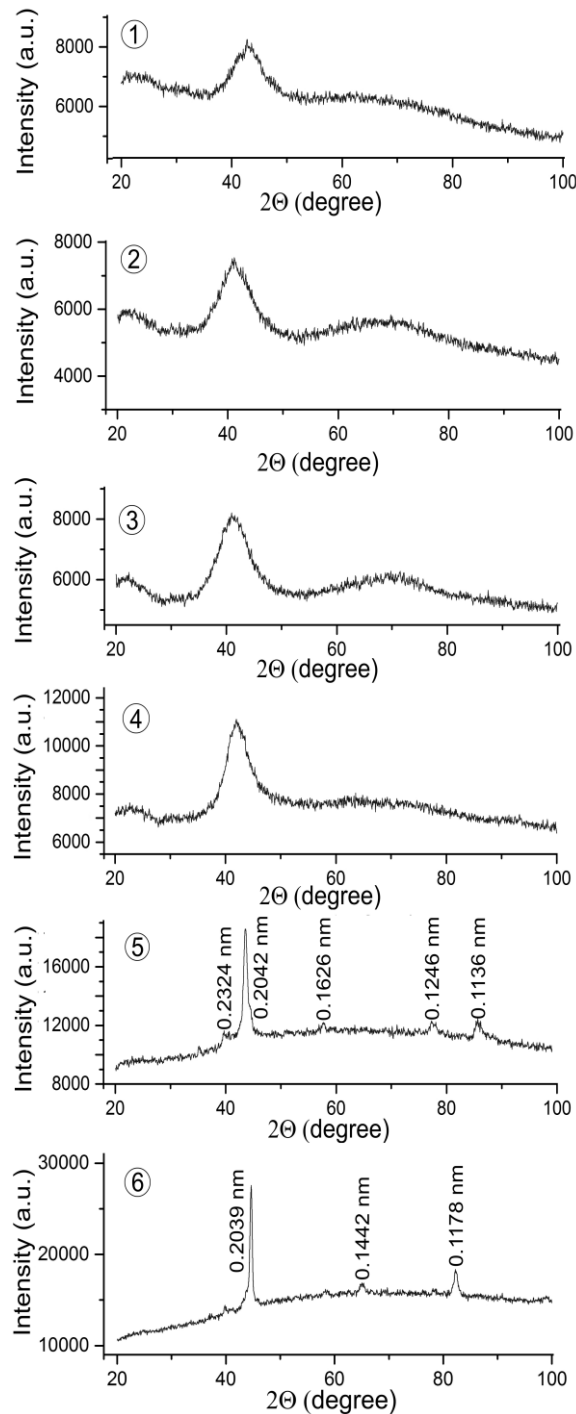 ①
8000
6000
Intensity (a.u.)
20 40 60 80 100
2Θ (degree)
②
8000
6000
4000
Intensity (a.u.)
20 40 60 80 100
2Θ (degree)
③
8000
6000
Intensity (a.u.)
20 40 60 80 100
2Θ (degree)
④
12000
10000
8000
6000
Intensity (a.u.)
20 40 60 80 100
2Θ (degree)
⑤
16000
12000
8000
Intensity (a.u.)
0.2324 nm
0.2042 nm
0.1626 nm
0.1246 nm
0.1136 nm
20 40 60 80 100
2Θ (degree)
⑥
30000
20000
10000
Intensity (a.u.)
0.2039 nm
0.1442 nm
0.1178 nm
20 40 60 80 100
2Θ (degree)